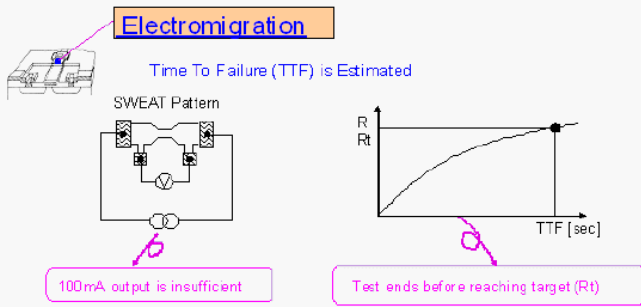 Electromigration
Time To Failure (TTF) is Estimated
SWEAT Pattern
R
Rt
V
TTF [sec]
100mA output is insufficient
Test ends before reaching target (Rt)